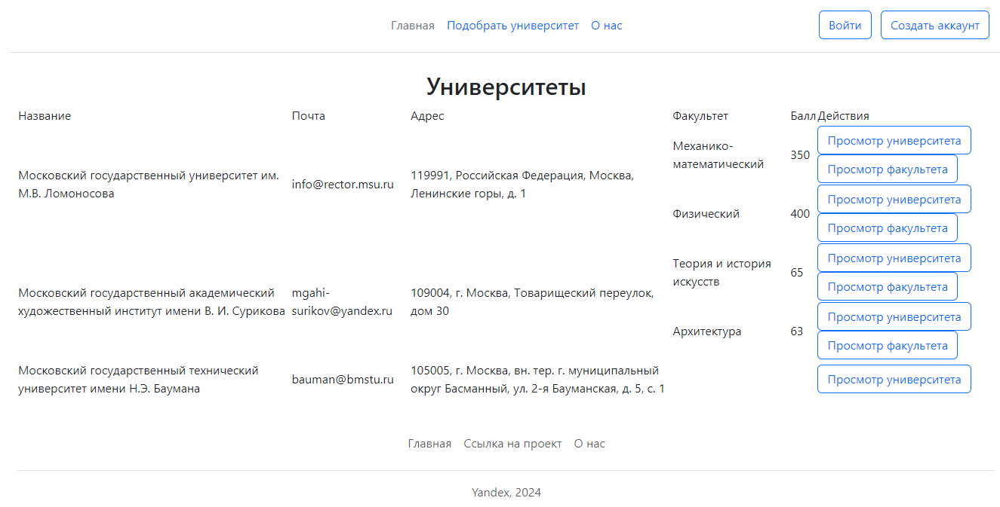 Главная Подобрать университет О нас Войти Создать аккаунт
Университеты
Название Почта Адрес Факультет Балл Действия
Московский государственный университет им.
М.В. Ломоносова
info@rector.msu.ru
119991, Российская Федерация, Москва,
Ленинские горы, д. 1
Механико-
математический
350
Просмотр университета
Просмотр факультета
Физический
400
Просмотр университета
Просмотр факультета
Московский государственный академический
художественный институт имени В. И. Сурикова
mgahi-
surikov@yandex.ru
109004, г. Москва, Товарищеский переулок,
дом 30
Теория и история
искусств
65
Просмотр университета
Просмотр факультета
Архитектура
63
Просмотр университета
Просмотр факультета
Московский государственный технический
университет имени Н.Э. Баумана
bauman@bmstu.ru
105005, г. Москва, вн. тер. г. муниципальный
округ Басманный, ул. 2-я Бауманская, д. 5, с. 1
Просмотр университета
Главная Ссылка на проект О нас
Yandex, 2024